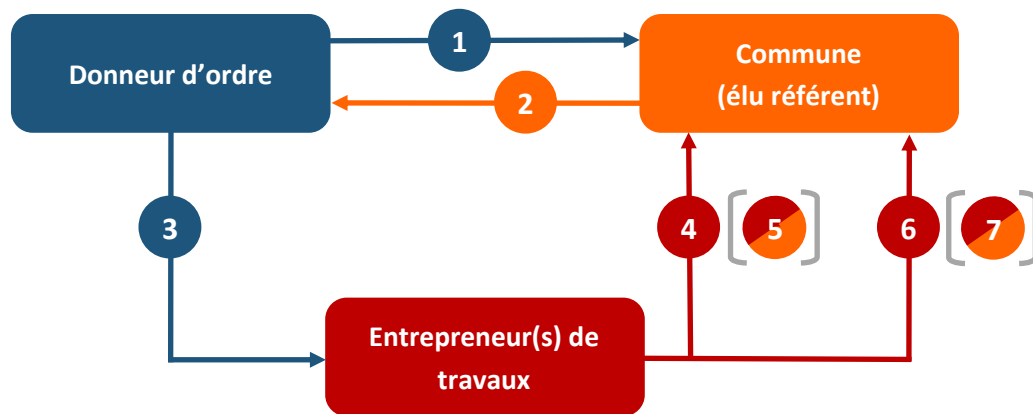 1
Donneur d’ordre
Commune
(élu référent)
2
3
4
5
6
7
Entrepreneur(s) de
travaux